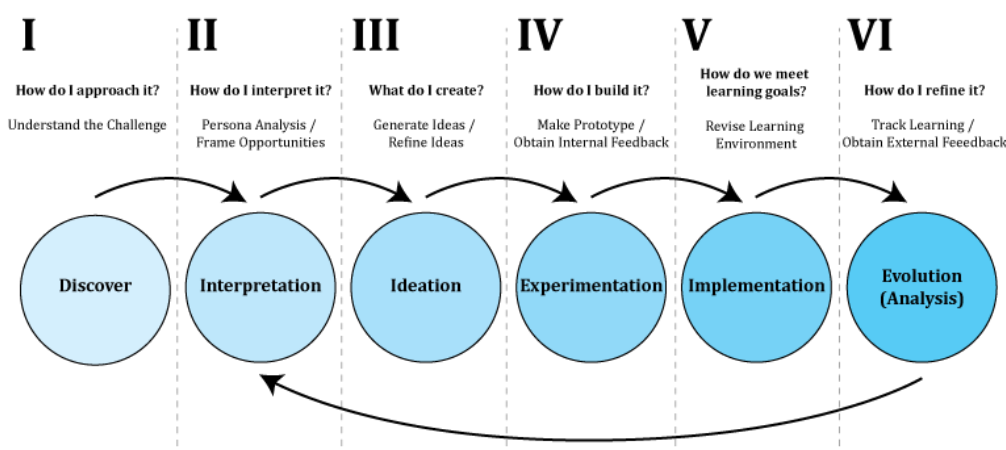 I
II
III
IV
V
VI
How do I approach it?
Understand the Challenge
How do I interpret it?
Persona Analysis /
Frame Opportunities
What do I create?
Generate Ideas /
Refine Ideas
How do I build it?
Make Prototype /
Obtain Internal Feedback
How do we meet
learning goals?
Revise Learning
Environment
How do I refine it?
Track Learning /
Obtain External Feeedback
Discover
Interpretation
Ideation
Experimentation
Implementation
Evolution
(Analysis)